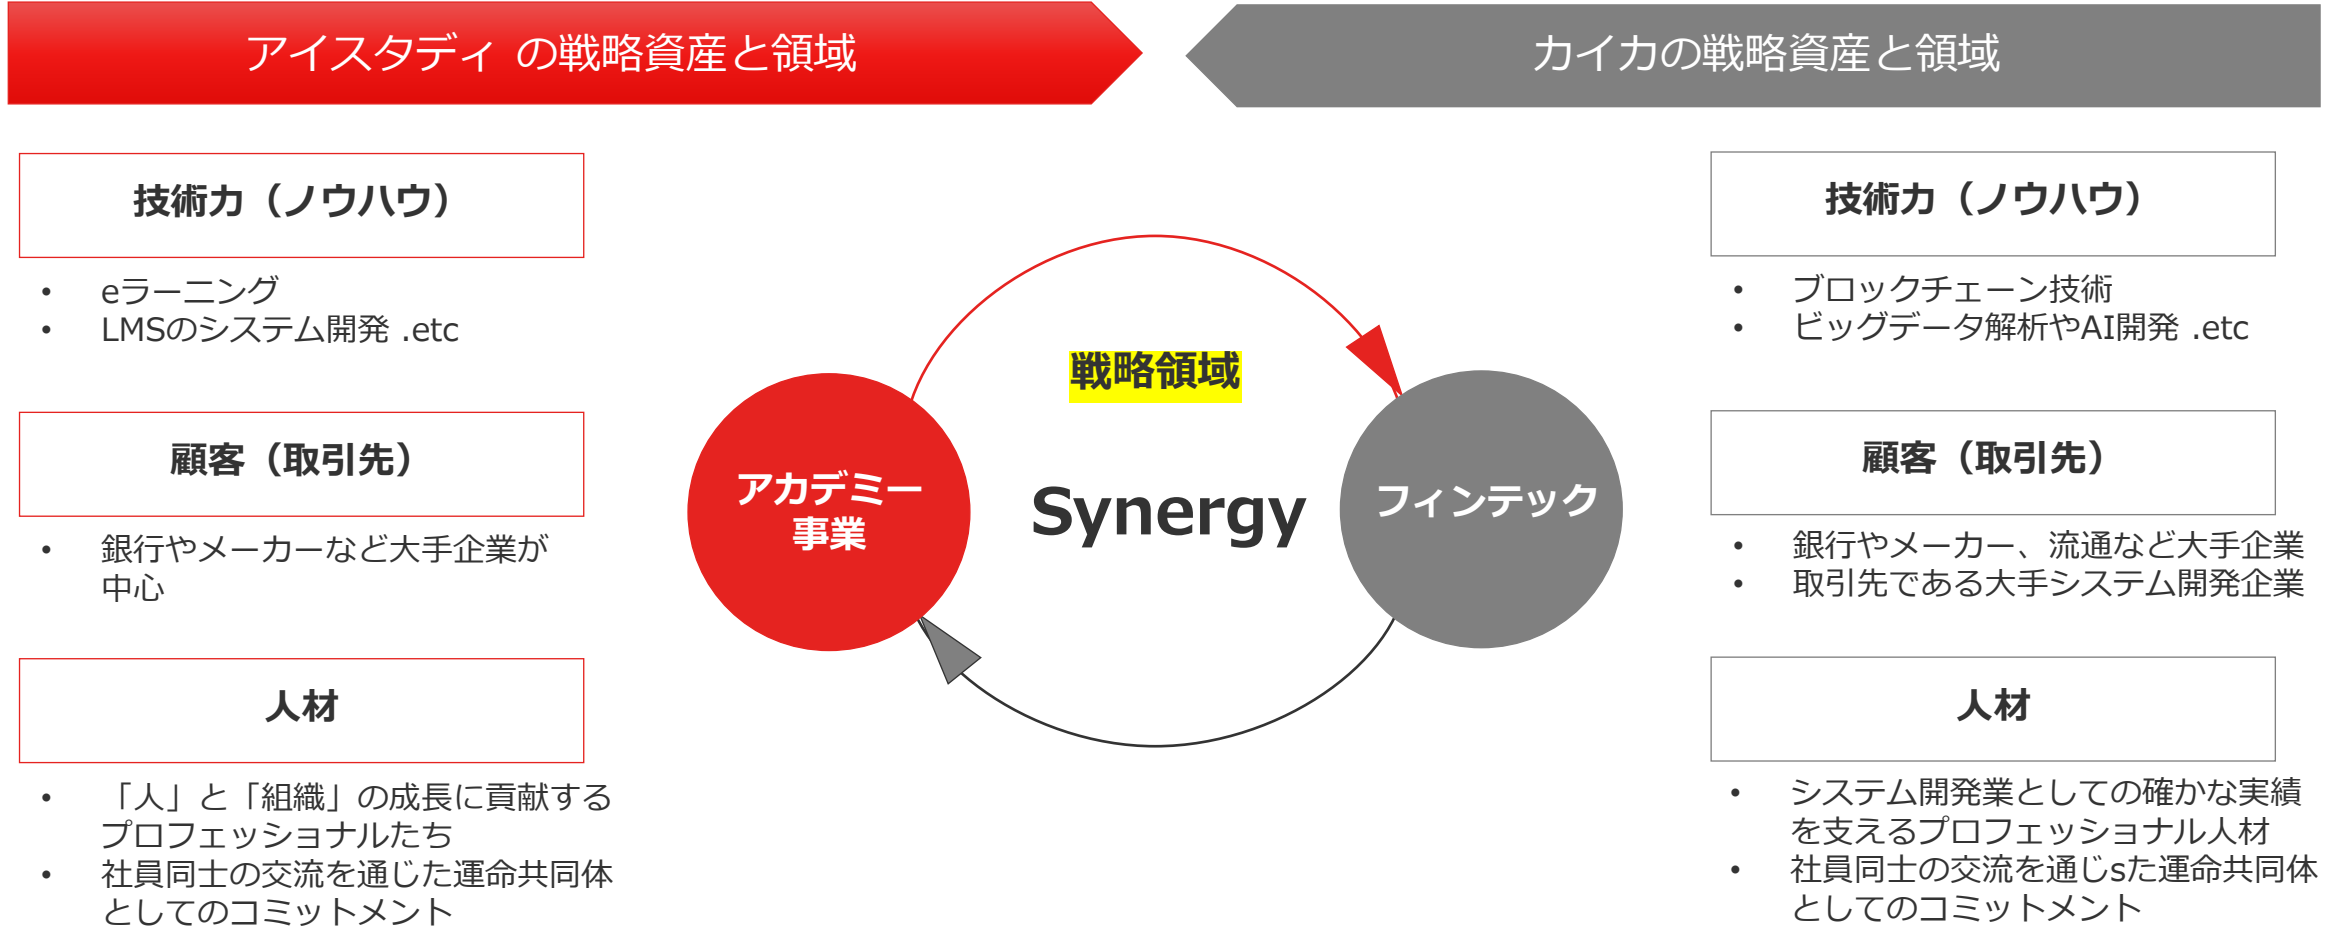 アイスタディ の戦略資産と領域
カイカの戦略資産と領域
技術力（ノウハウ）
• eラーニング
• LMSのシステム開発 .etc
顧客（取引先）
• 銀行やメーカーなど大手企業が
中心
人材
• 「人」と「組織」の成長に貢献する
プロフェッショナルたち
• 社員同士の交流を通じた運命共同体
としてのコミットメント
戦略領域
アカデミー
事業
Synergy
フィンテック
技術力（ノウハウ）
• ブロックチェーン技術
• ビッグデータ解析やAI開発 .etc
顧客（取引先）
• 銀行やメーカー、流通など大手企業
• 取引先である大手システム開発企業
人材
• システム開発業としての確かな実績
を支えるプロフェッショナル人材
• 社員同士の交流を通じsた運命共同体
としてのコミットメント